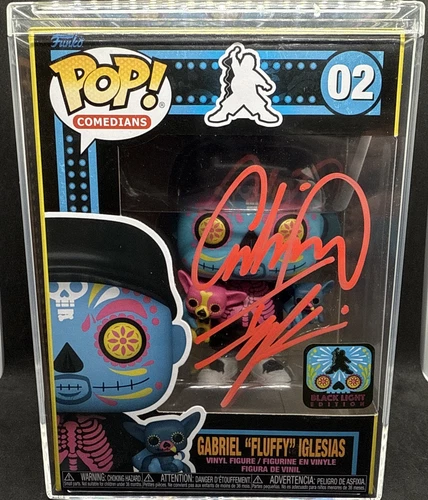 Funko
POP!
COMEDIANS
02
BLACK LIGHT
EDITION
GABRIEL "FLUFFY" IGLESIAS
VINYL FIGURE / FIGURINE EN VINYLE
FIGURA DE VINIL
WARNING: CHOKING HAZARD
ATTENTION: DANGER D'ÉTOUFFEMENT
ADVERTENCIA: PELIGRO DE ASFIXIA